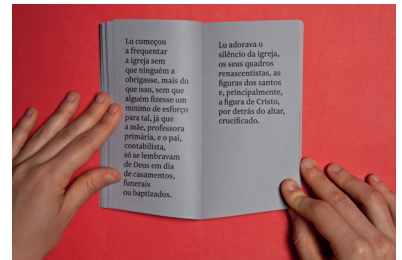 Lu começou
a frequentar
a igreja sem
que ninguém a
obrigasse, mais do
que isso, sem que
alguém fizesse um
mínimo de esforço
para tal, já que
a mãe, professora
primária, e o pai,
contabilista,
só se lembravam
de Deus em dia
de casamentos,
funerais
ou baptizados.
Lu adorava o
silêncio da igreja,
os seus quadros
renascentistas, as
figuras dos santos
e, principalmente,
a figura de Cristo,
por detrás do altar,
crucificado.